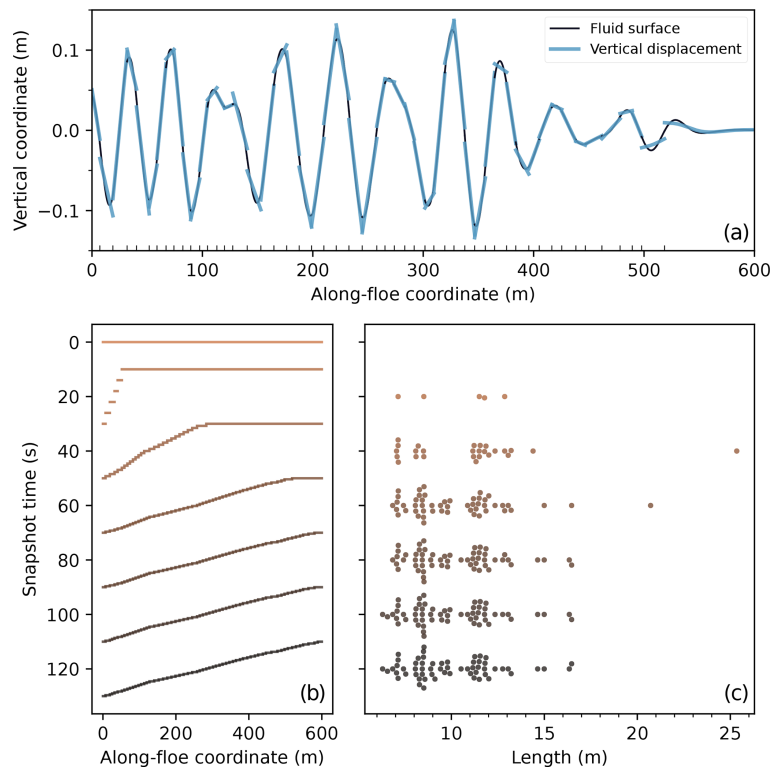 Fluid surface
Vertical displacement
Vertical coordinate (m)
0.1
0.0
−0.1
(a)
0 100 200 300 400 500 600
Along-floe coordinate (m)
Snapshot time (s)
0
20
40
60
80
100
120
(b)
0 200 400 600
Along-floe coordinate (m)
(c)
10 15 20 25
Length (m)